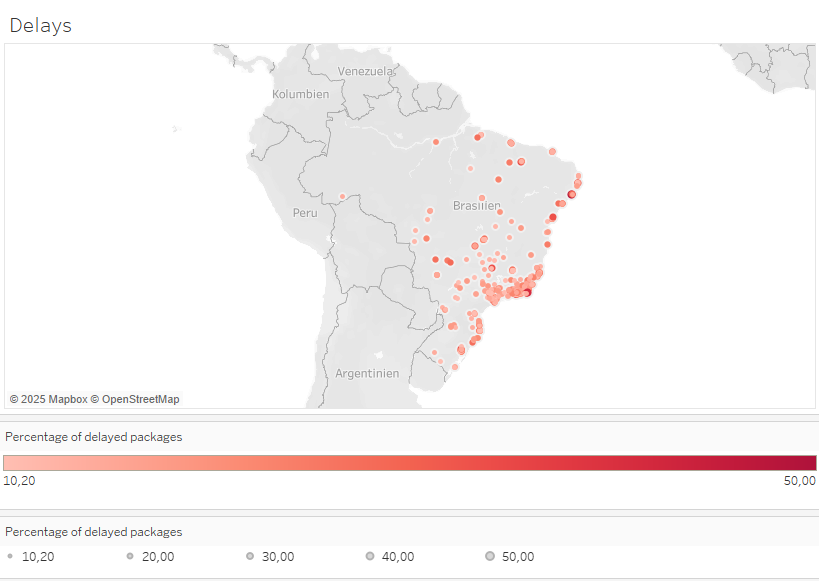 Delays
Venezuela
Kolumbien
Brasilien
Peru
Argentinien
© 2025 Mapbox © OpenStreetMap
Percentage of delayed packages
10,20 50,00
Percentage of delayed packages
10,20 20,00 30,00 40,00 50,00